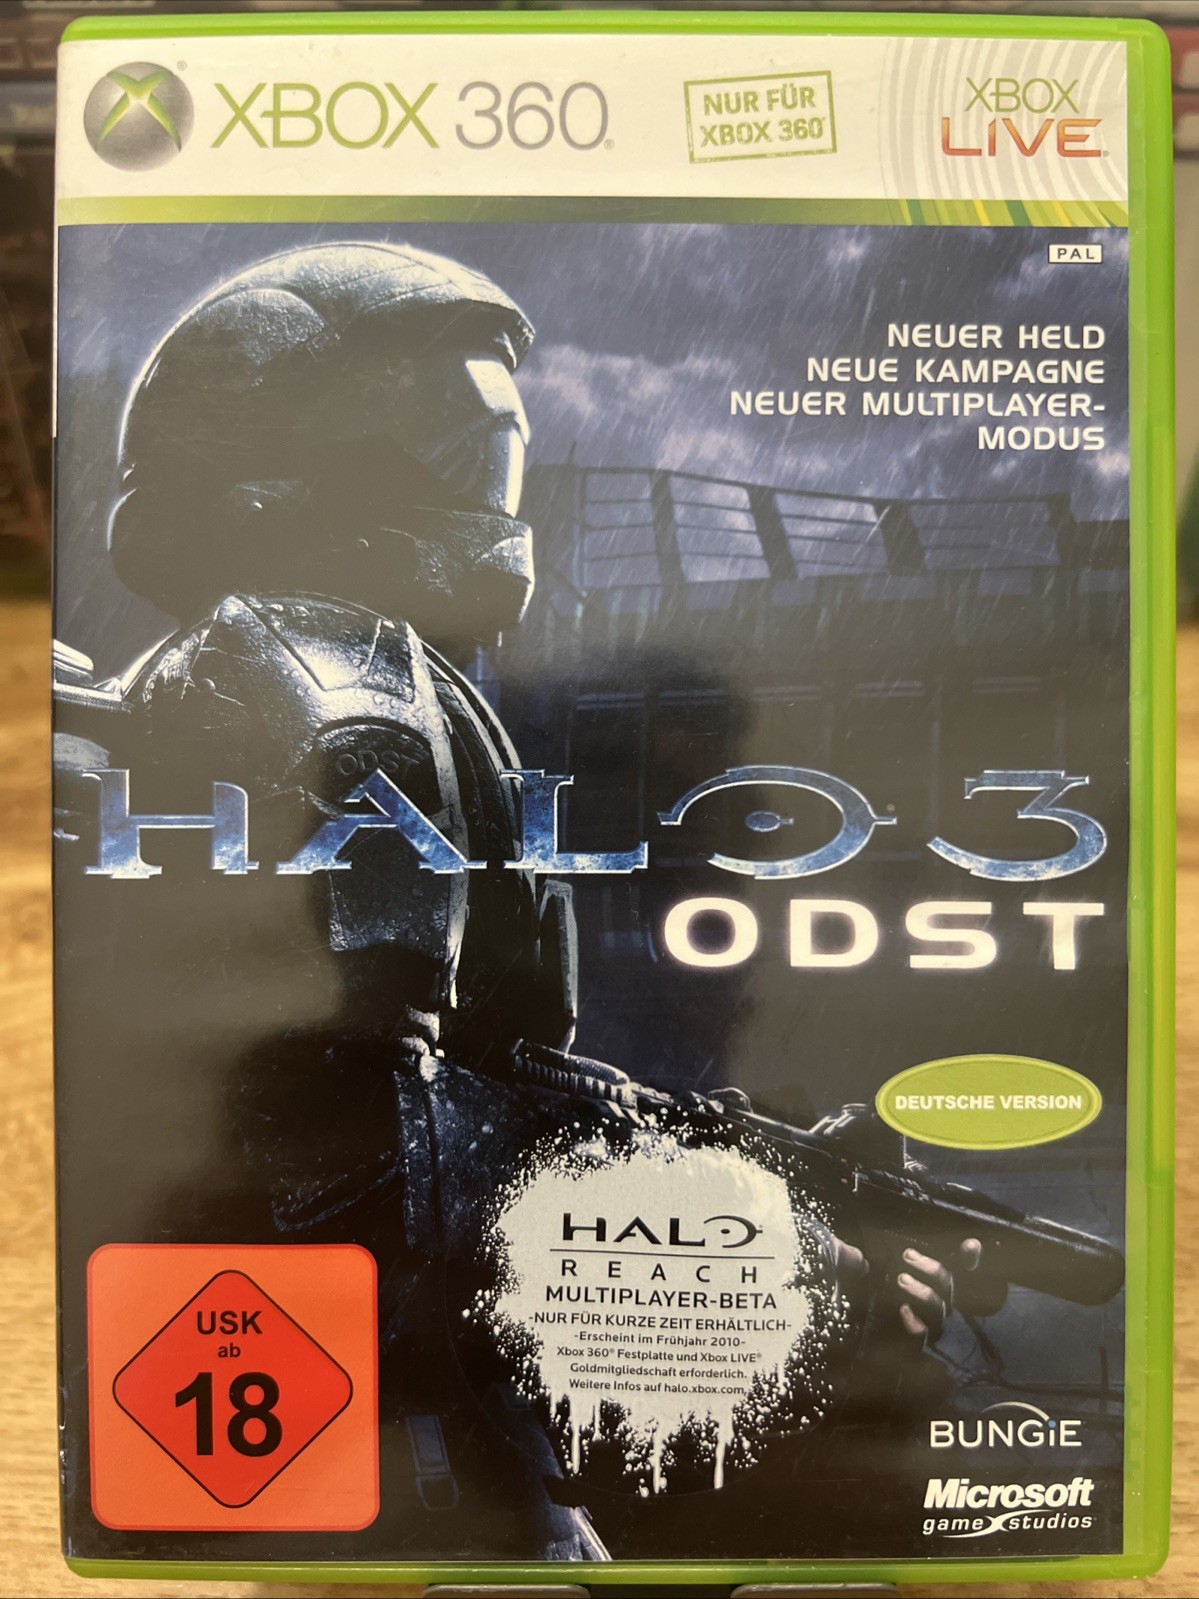 XBOX 360
NUR FÜR
XBOX 360
XBOX
LIVE
PAL
NEUER HELD
NEUE KAMPAGNE
NEUER MULTIPLAYER-
MODUS
ODST
HALO 3
ODST
DEUTSCHE VERSION
HALO
REACH
MULTIPLAYER-BETA
-NUR FÜR KURZE ZEIT ERHÄLTLICH-
-Erscheint im Frühjahr 2010-
Xbox 360® Festplatte und Xbox LIVE®
Goldmitgliedschaft erforderlich.
Weitere Infos auf halo.xbox.com
USK
ab
18
BUNGiE
Microsoft
game studios